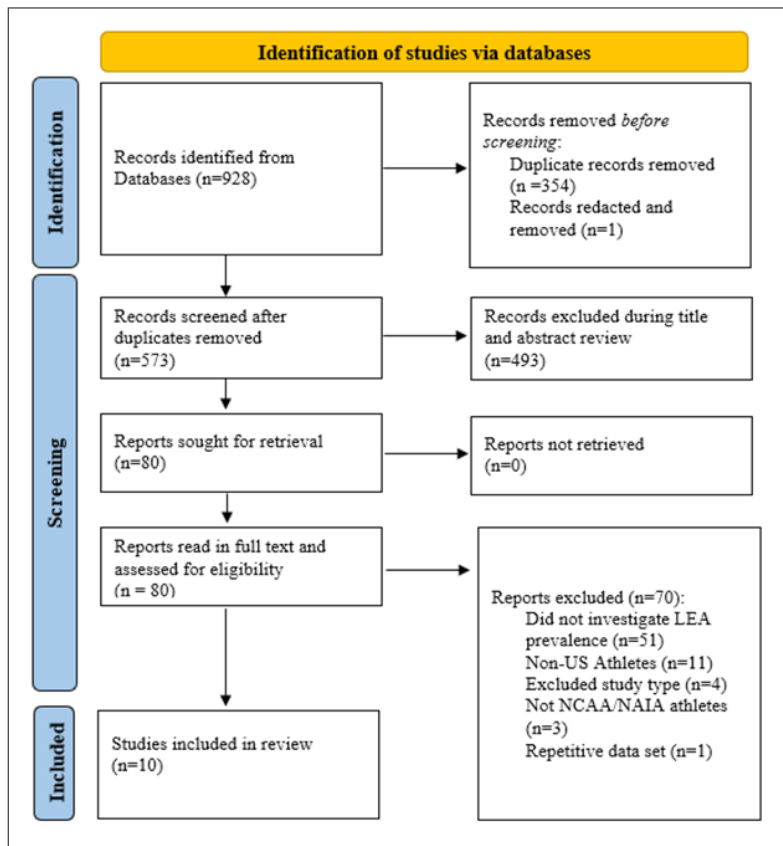 Identification of studies via databases
Identification
Records identified from
Databases (n=928)
Records removed before
screening:
Duplicate records removed
(n =354)
Records redacted and
removed (n=1)
Screening
Records screened after
duplicates removed
(n=573)
Records excluded during title
and abstract review
(n=493)
Reports sought for retrieval
(n=80)
Reports not retrieved
(n=0)
Reports read in full text and
assessed for eligibility
(n = 80)
Reports excluded (n=70):
Did not investigate LEA
prevalence (n=51)
Non-US Athletes (n=11)
Excluded study type (n=4)
Not NCAA/NAIA athletes
(n=3)
Repetitive data set (n=1)
Included
Studies included in review
(n=10)